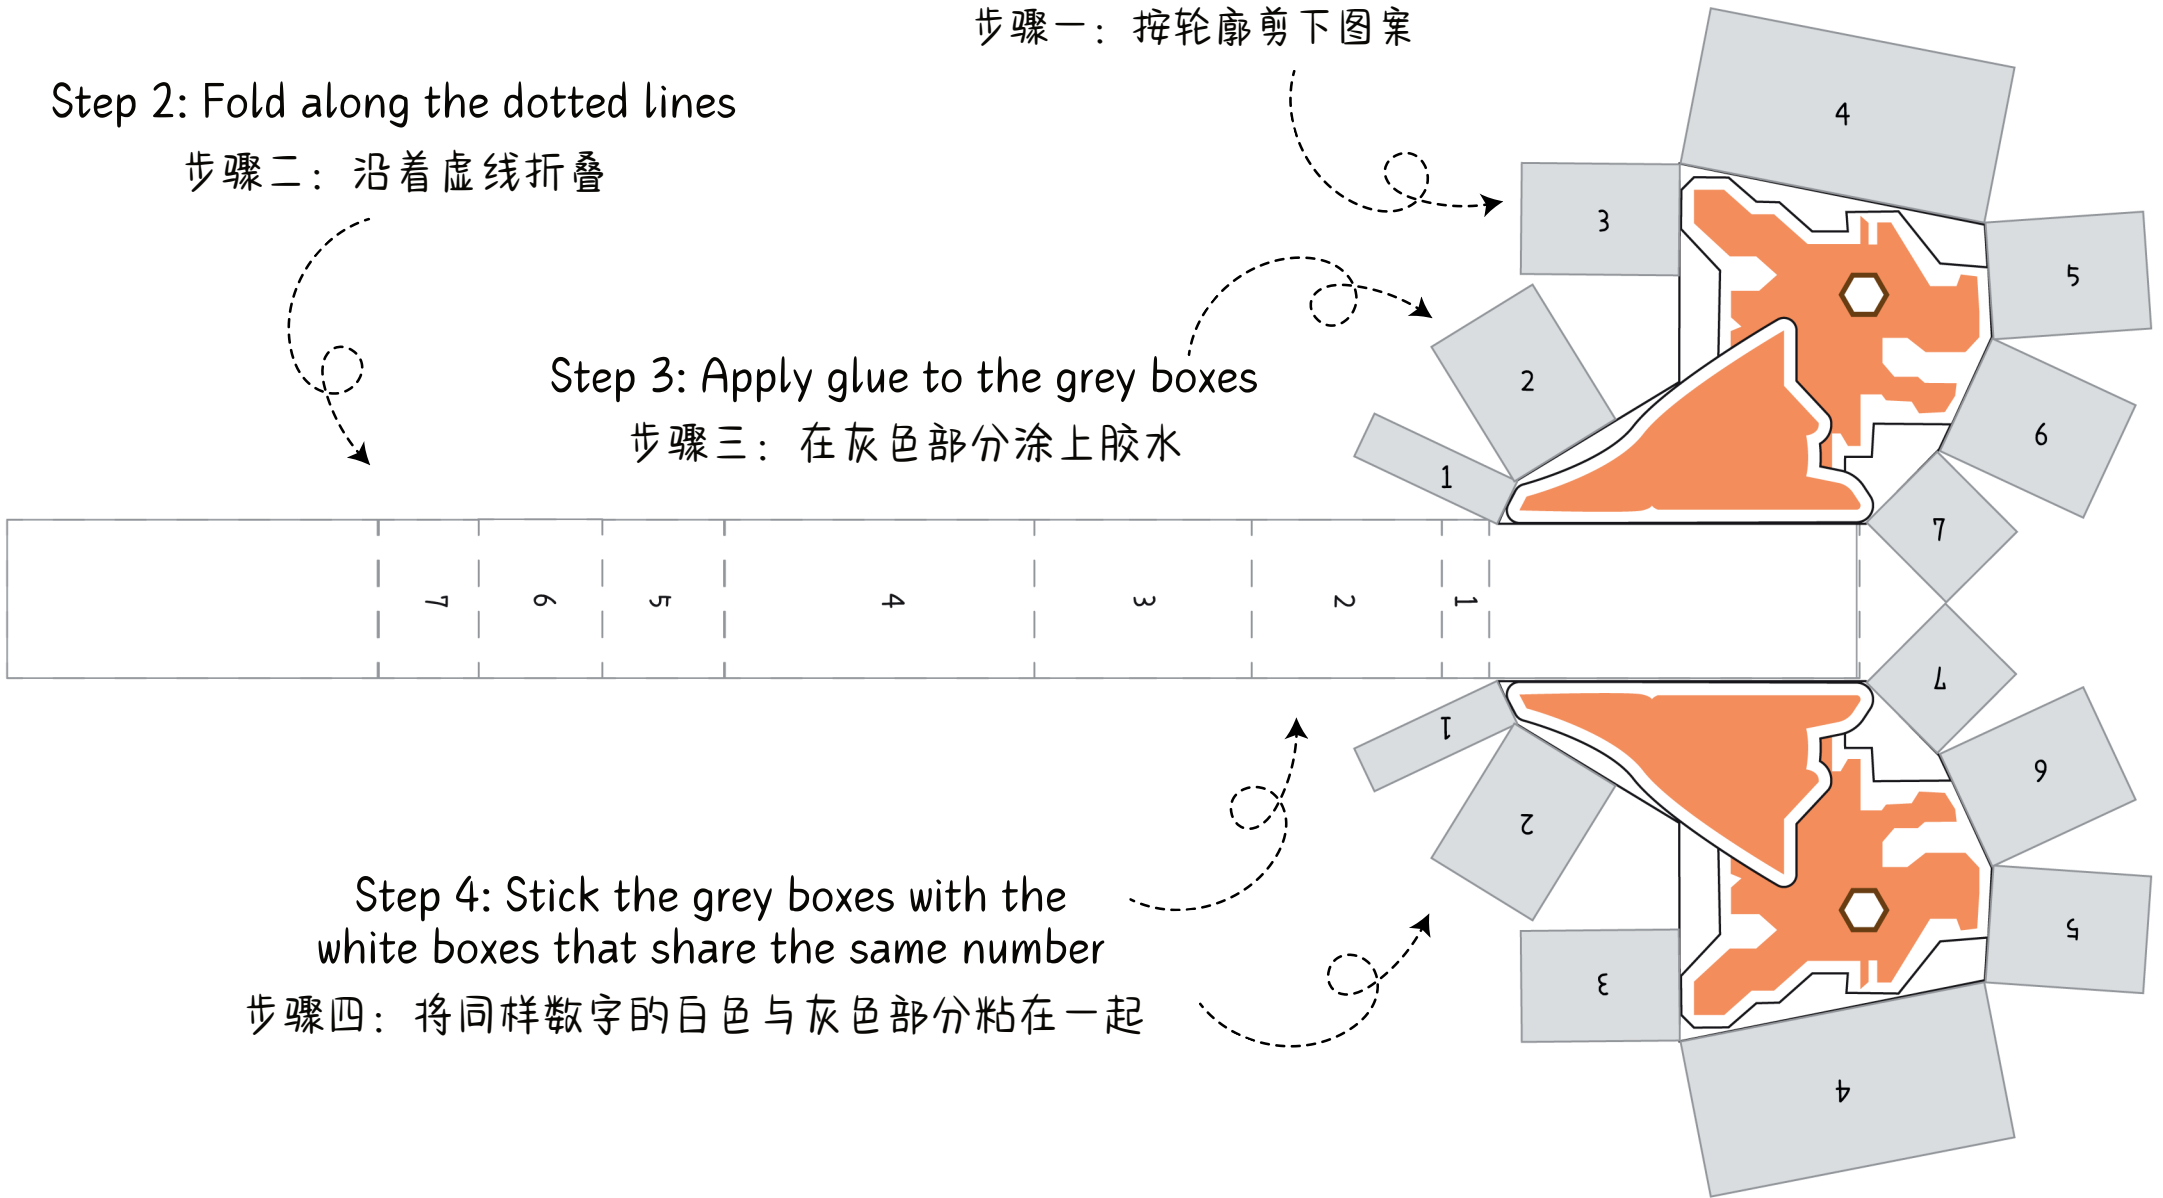 步骤一：按轮廓剪下图案
Step 2: Fold along the dotted lines
步骤二：沿着虚线折叠
Step 3: Apply glue to the grey boxes
步骤三：在灰色部分涂上胶水
4
3
5
2
6
1
7
7
6
5
4
3
2
1
7
1
6
2
5
3
4
Step 4: Stick the grey boxes with the
white boxes that share the same number
步骤四：将同样数字的白色与灰色部分粘在一起